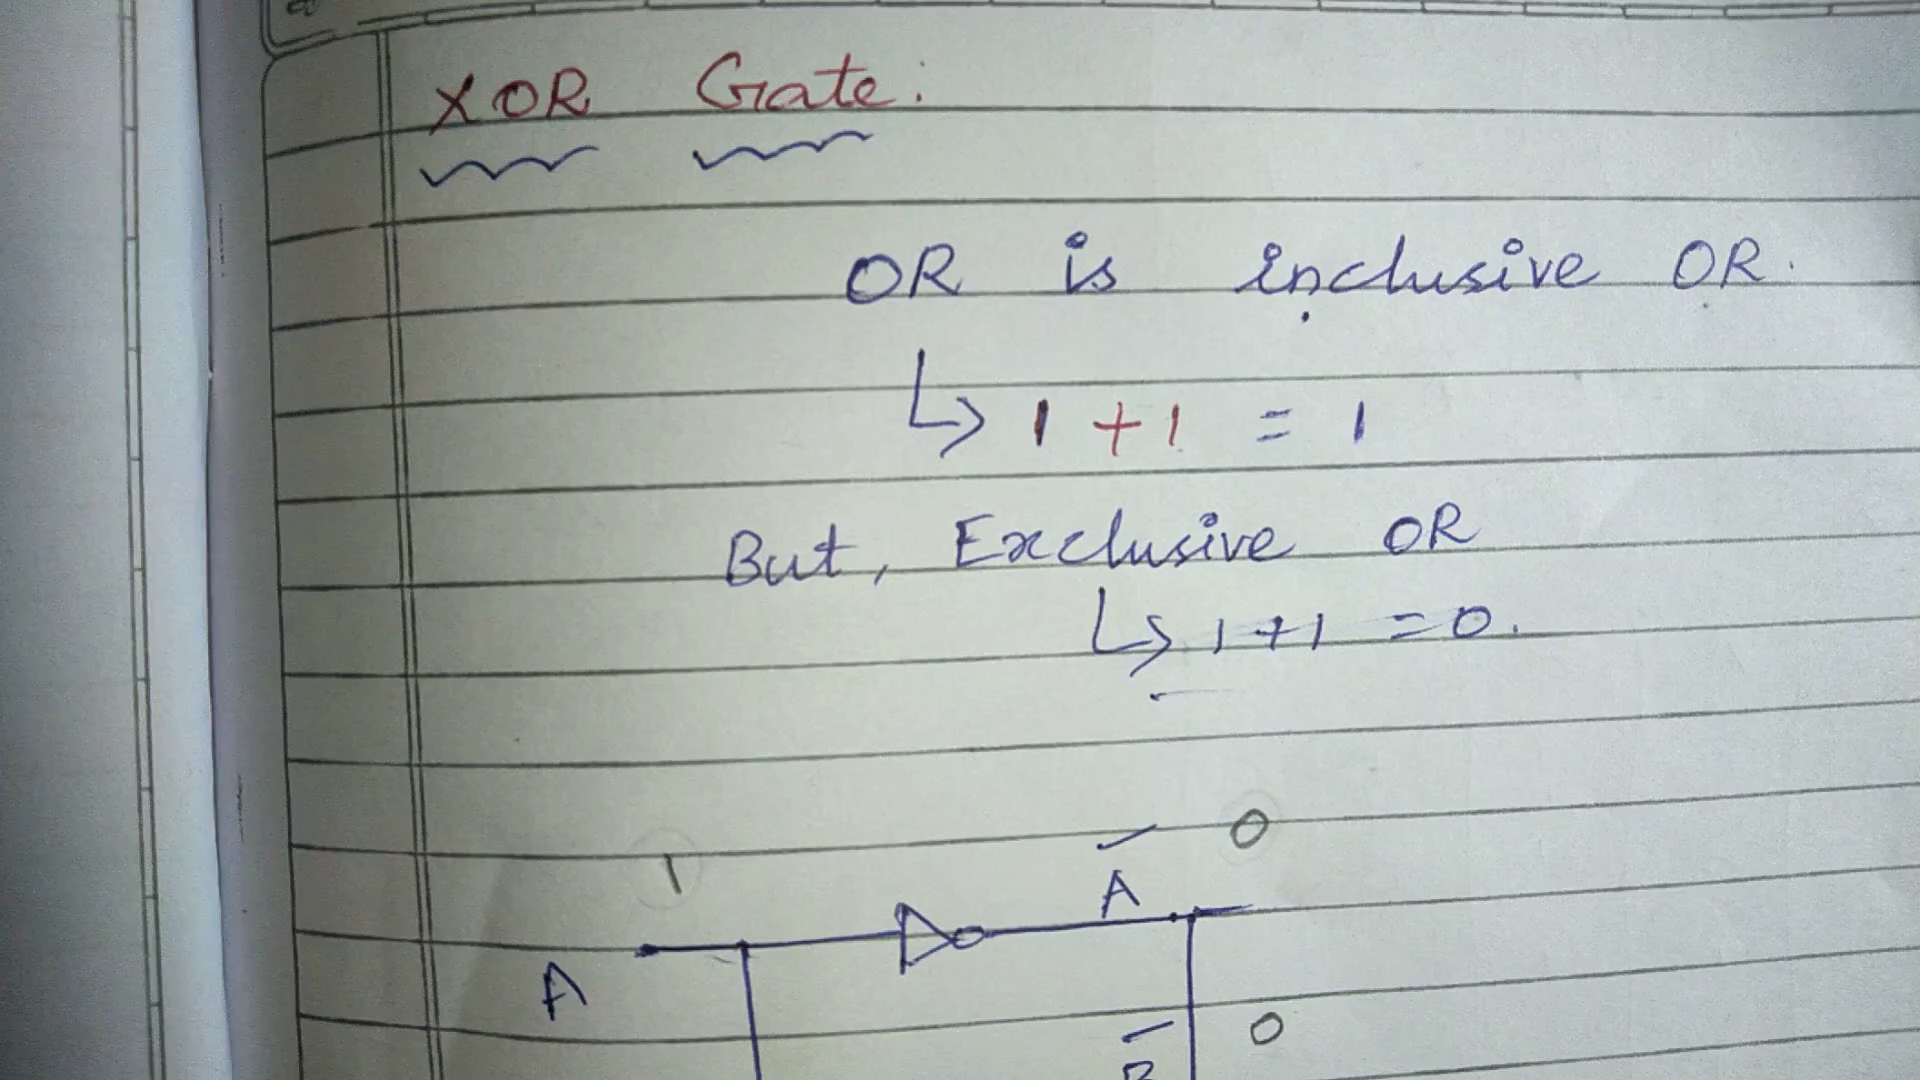 XOR Gate:
OR is inclusive OR.
↳ 1 + 1 = 1
But, Exclusive OR
↳ 1 + 1 = 0.
1
A̅ 0
A
B̅ 0